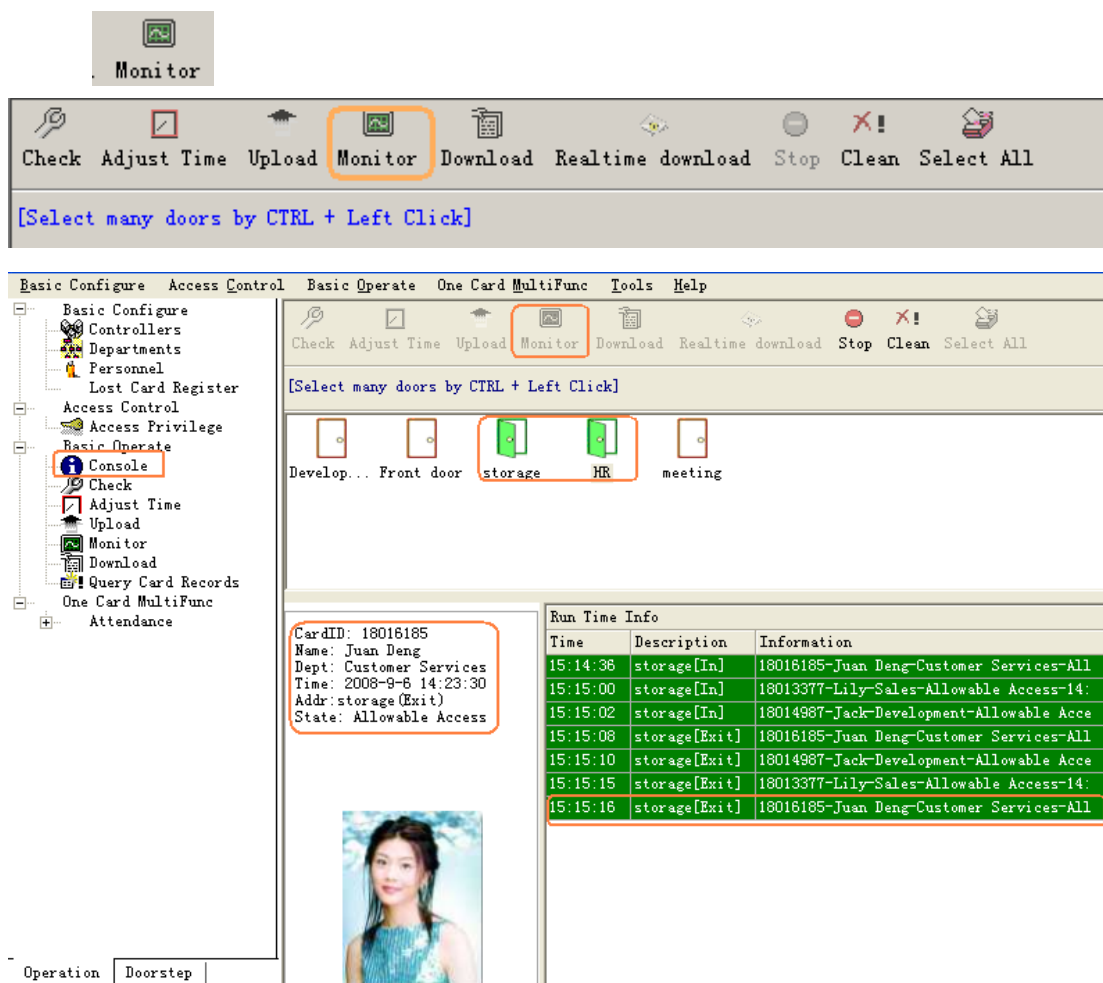 . Monitor
Check Adjust Time Upload Monitor Download Realtime download Stop Clean Select All
[Select many doors by CTRL + Left Click]
Basic Configure Access Control Basic Operate One Card MultiFunc Tools Help
Basic Configure
Controllers
Departments
Personnel
Lost Card Register
Access Control
Access Privilege
Basic Operate
Console
Check
Adjust Time
Upload
Monitor
Download
Query Card Records
One Card MultiFunc
Attendance
Operation Doorstep
Check Adjust Time Upload Monitor Download Realtime download Stop Clean Select All
[Select many doors by CTRL + Left Click]
Develop... Front door storage HR meeting
CardID: 18016185
Name: Juan Deng
Dept: Customer Services
Time: 2008-9-6 14:23:30
Addr:storage(Exit)
State: Allowable Access
Run Time Info
Time Description Information
15:14:36 storage[In] 18016185-Juan Deng-Customer Services-All
15:15:00 storage[In] 18013377-Lily-Sales-Allowable Access-14:
15:15:02 storage[In] 18014987-Jack-Development-Allowable Acce
15:15:08 storage[Exit] 18016185-Juan Deng-Customer Services-All
15:15:10 storage[Exit] 18014987-Jack-Development-Allowable Acce
15:15:15 storage[Exit] 18013377-Lily-Sales-Allowable Access-14:
15:15:16 storage[Exit] 18016185-Juan Deng-Customer Services-All